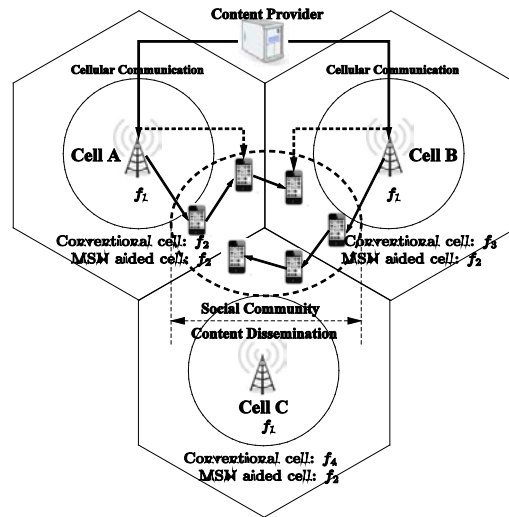 Content Provider
Cellular Communication
Cellular Communication
Cell A
Cell B
f1
f1
Conventional cell: f2
MSN aided cell: f2
Conventional cell: f3
MSN aided cell: f2
Social Community
Content Dissemination
Cell C
f1
Conventional cell: f4
MSN aided cell: f2